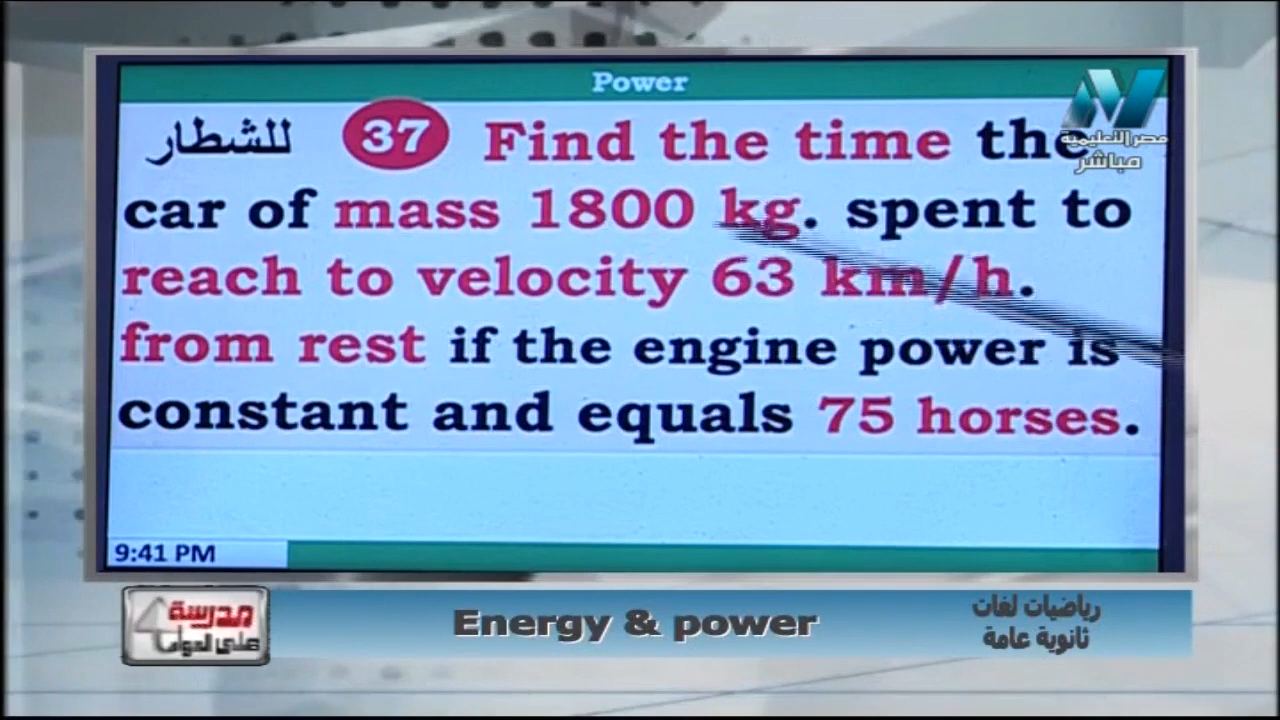 Power
للشطار 37 Find the time the
car of mass 1800 kg. spent to
reach to velocity 63 km/h.
from rest if the engine power is
constant and equals 75 horses.
مصر التعليمية
مباشر
9:41 PM
مدرسة
على الهواء
Energy & power
رياضيات لغات
ثانوية عامة